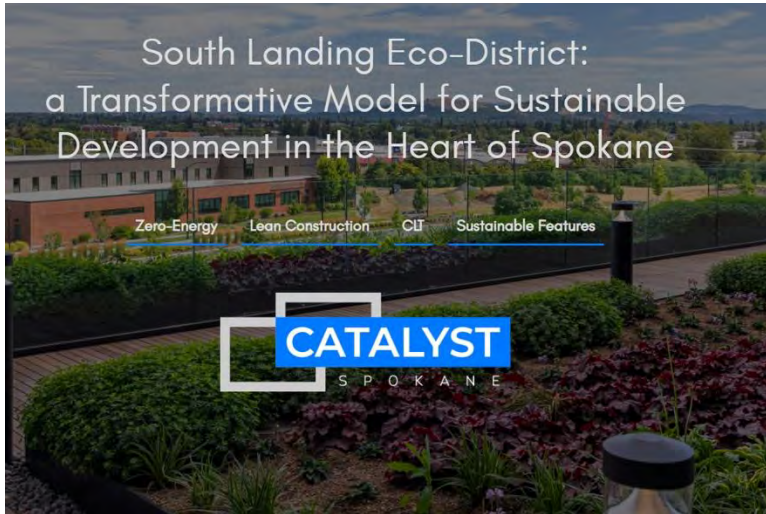 South Landing Eco-District:
a Transformative Model for Sustainable
Development in the Heart of Spokane
Zero-Energy Lean Construction CLT Sustainable Features
CATALYST
SPOKANE